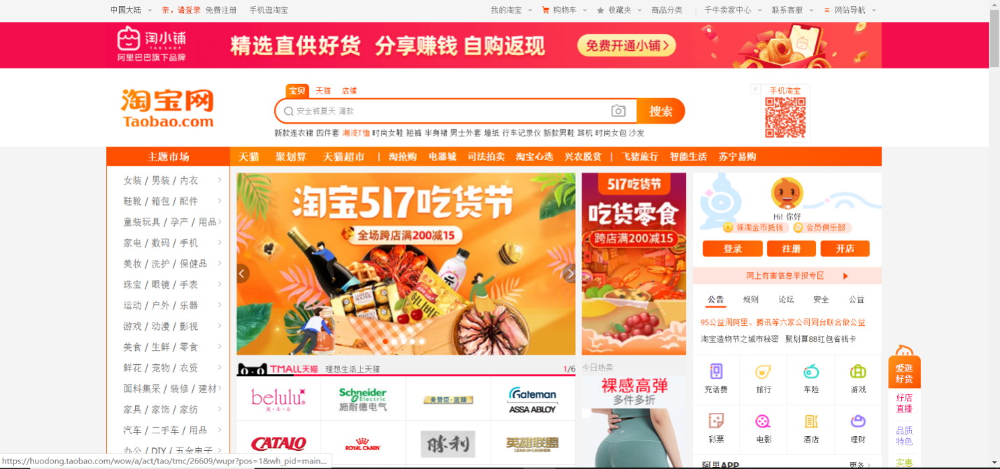 中国大陆 亲，请登录 免费注册 手机逛淘宝 我的淘宝 购物车 收藏夹 商品分类 千牛卖家中心 联系客服 网站导航
淘小铺
TAO SHOP
阿里巴巴旗下品牌
精选直供好货 分享赚钱 自购返现
免费开通小铺
淘宝网
Taobao.com
宝贝 天猫 店铺
安全裤夏天 薄款
搜索
手机淘宝
新款连衣裙 四件套 潮流T恤 时尚女鞋 短裤 半身裙 男士外套 墙纸 行车记录仪 新款男鞋 耳机 时尚女包 沙发
主题市场
天猫 聚划算 天猫超市 | 淘抢购 电器城 司法拍卖 淘宝心选 兴农脱贫 | 飞猪旅行 智能生活 苏宁易购
女装 / 男装 / 内衣
鞋靴 / 箱包 / 配件
童装玩具 / 孕产 / 用品
家电 / 数码 / 手机
美妆 / 洗护 / 保健品
珠宝 / 眼镜 / 手表
运动 / 户外 / 乐器
游戏 / 动漫 / 影视
美食 / 生鲜 / 零食
鲜花 / 宠物 / 农资
面料集采 / 装修 / 建材
家具 / 家饰 / 家纺
汽车 / 二手车 / 用品
办公 / DIY / 五金电子
淘宝517吃货节
全场跨店满200减15
TMALL天猫 理想生活上天猫 1/6
belulu
美·ル·ル
Schneider
Electric
施耐德电气
美赞臣·蓝臻
Gateman
ASSA ABLOY
CATALO
ROYAL CANIN
胜利
英雄联盟
LEAGUE of LEGENDS
517吃货节
吃货零食
跨店满200减15
今日热卖
裸感高弹
多件多折
Hi! 你好
领淘金币抵钱 会员俱乐部
登录 注册 开店
网上有害信息举报专区
公告 规则 论坛 安全 公益
95公益周阿里、腾讯等六家公司同台联合做公益
淘宝造物节之城市秘密 聚划算88红包省钱卡
充话费 旅行 车险 游戏
彩票 电影 酒店 理财
阿里APP 更多
爱逛
好货
好店
直播
品质
特色
实惠
https://huodong.taobao.com/wow/a/act/tao/tmc/26609/wupr?pos=1&wh_pid=main...